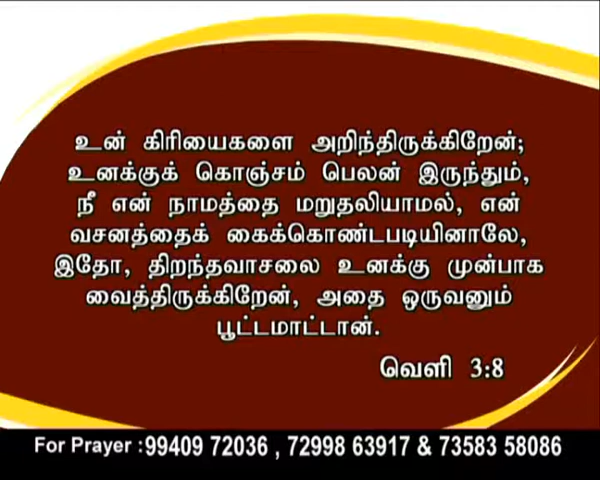 உன் கிரியைகளை அறிந்திருக்கிறேன்;
உனக்குக் கொஞ்சம் பெலன் இருந்தும்,
நீ என் நாமத்தை மறுதலியாமல், என்
வசனத்தைக் கைக்கொண்டபடியினாலே,
இதோ, திறந்தவாசலை உனக்கு முன்பாக
வைத்திருக்கிறேன், அதை ஒருவனும்
பூட்டமாட்டான்.
வெளி 3:8
For Prayer :99409 72036 , 72998 63917 & 73583 58086